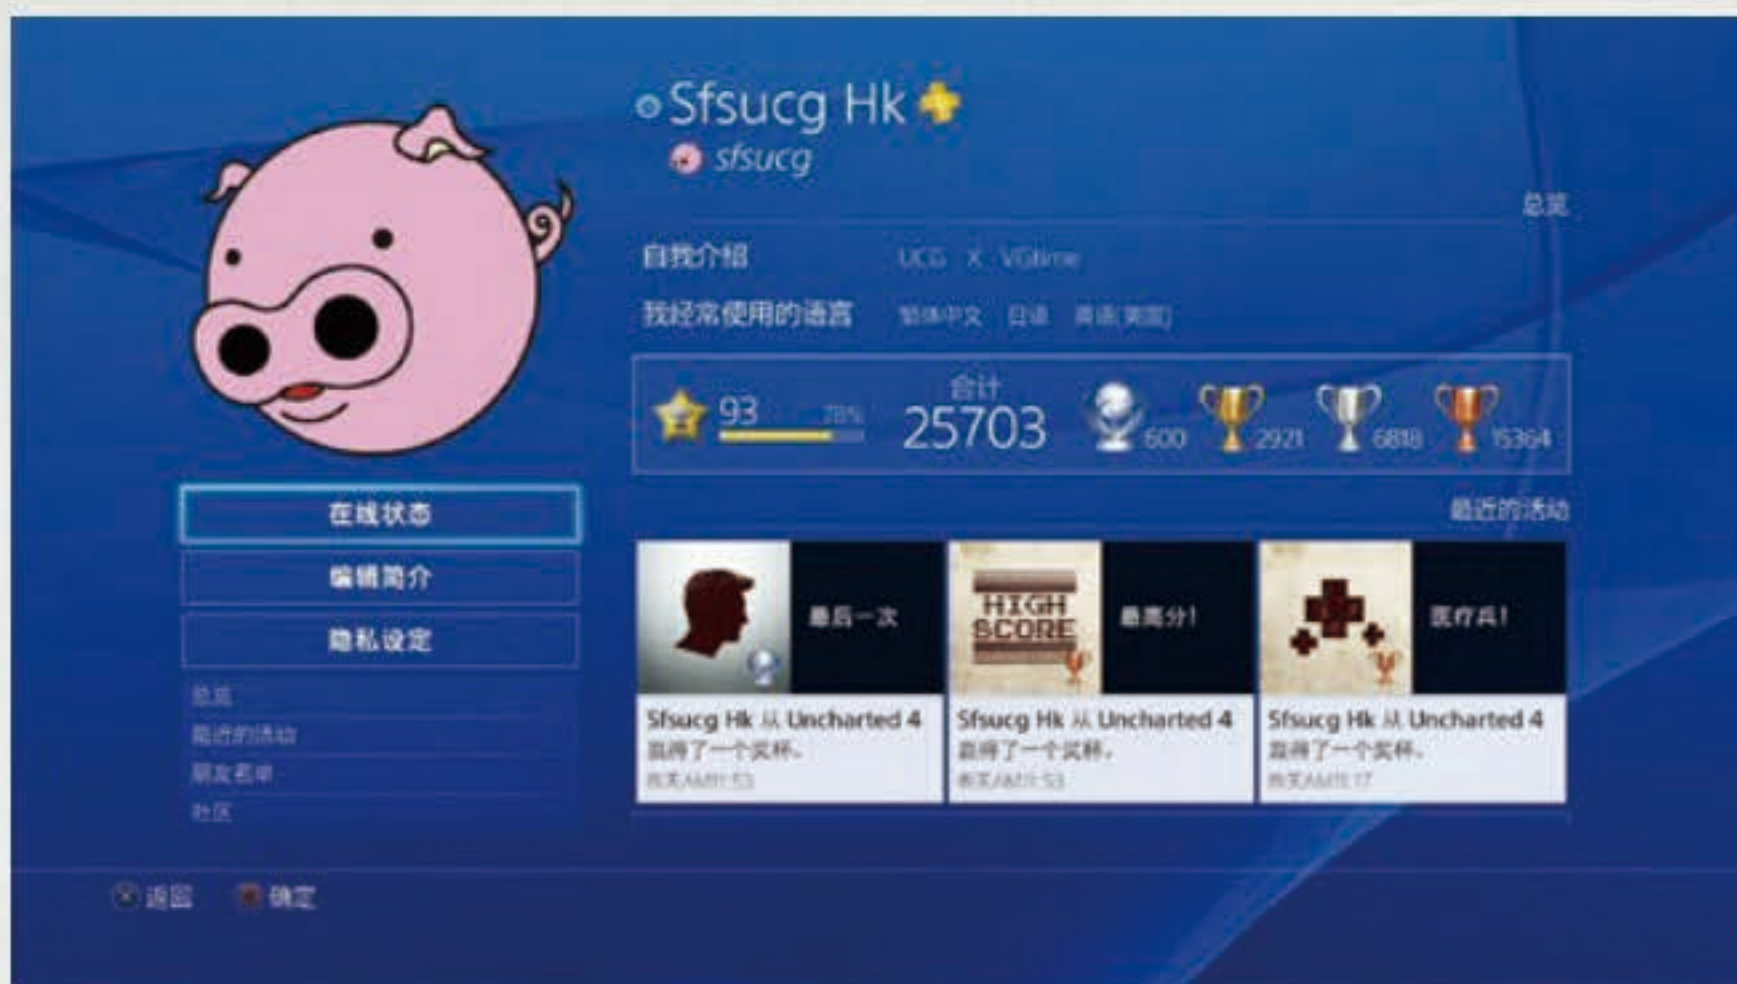 Sfsucg Hk
sfsucg
总览
自我介绍 UCG X VGtime
我经常使用的语言 繁体中文 日语 英语(美国)
93 78%
合计
25703
600
2921
6818
15364
在线状态
编辑简介
隐私设定
总览
最近的活动
朋友名单
社区
最近的活动
最后一次
Sfsucg Hk 从 Uncharted 4
赢得了一个奖杯。
HIGH
SCORE
最高分!
Sfsucg Hk 从 Uncharted 4
赢得了一个奖杯。
医疗兵!
Sfsucg Hk 从 Uncharted 4
赢得了一个奖杯。
返回 确定